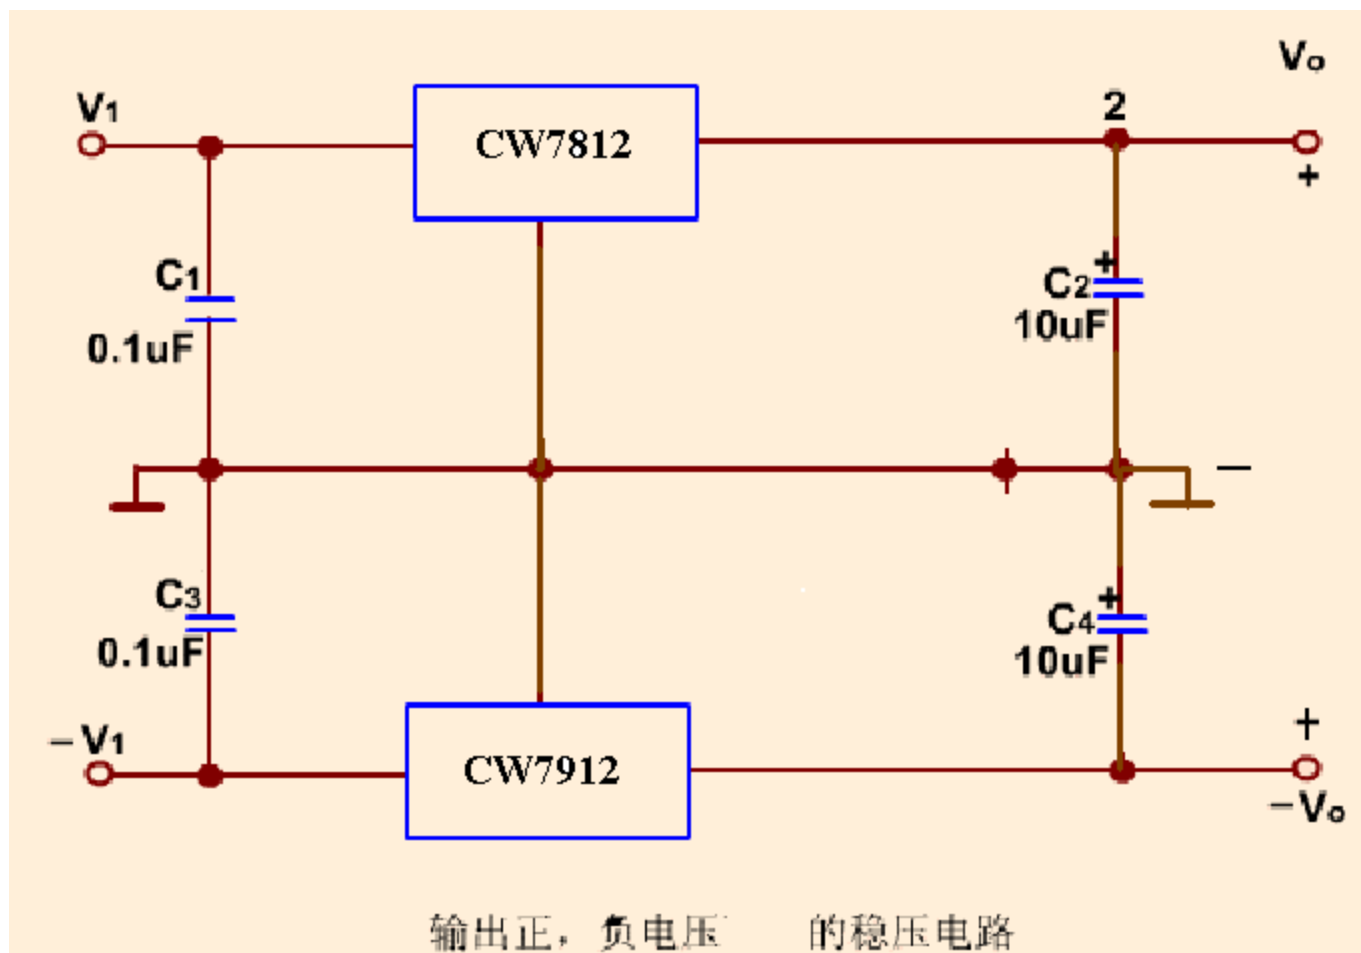 Vo
V1
2
+
CW7812
C1
0.1uF
+
C2
10uF
−
C3
0.1uF
+
C4
10uF
+
−V1
CW7912
−Vo
输出正，负电压 的稳压电路